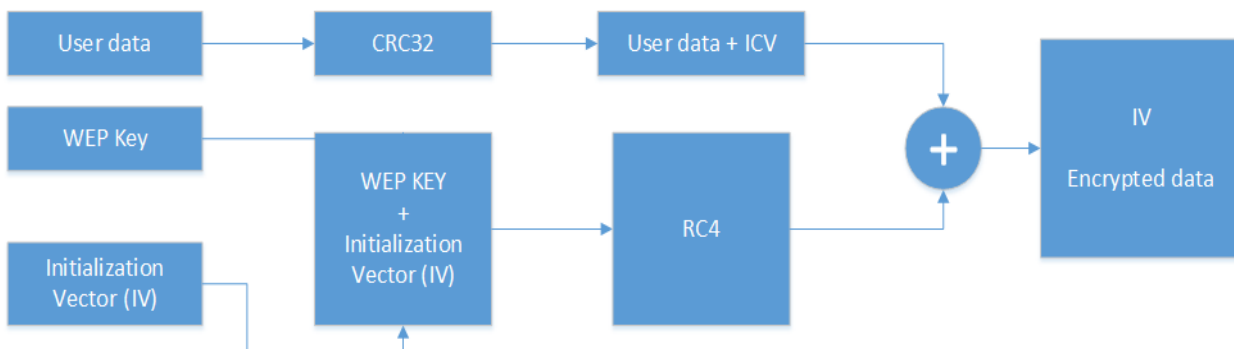 User data
CRC32
User data + ICV
WEP Key
WEP KEY
+
Initialization
Vector (IV)
RC4
+
IV
Encrypted data
Initialization
Vector (IV)